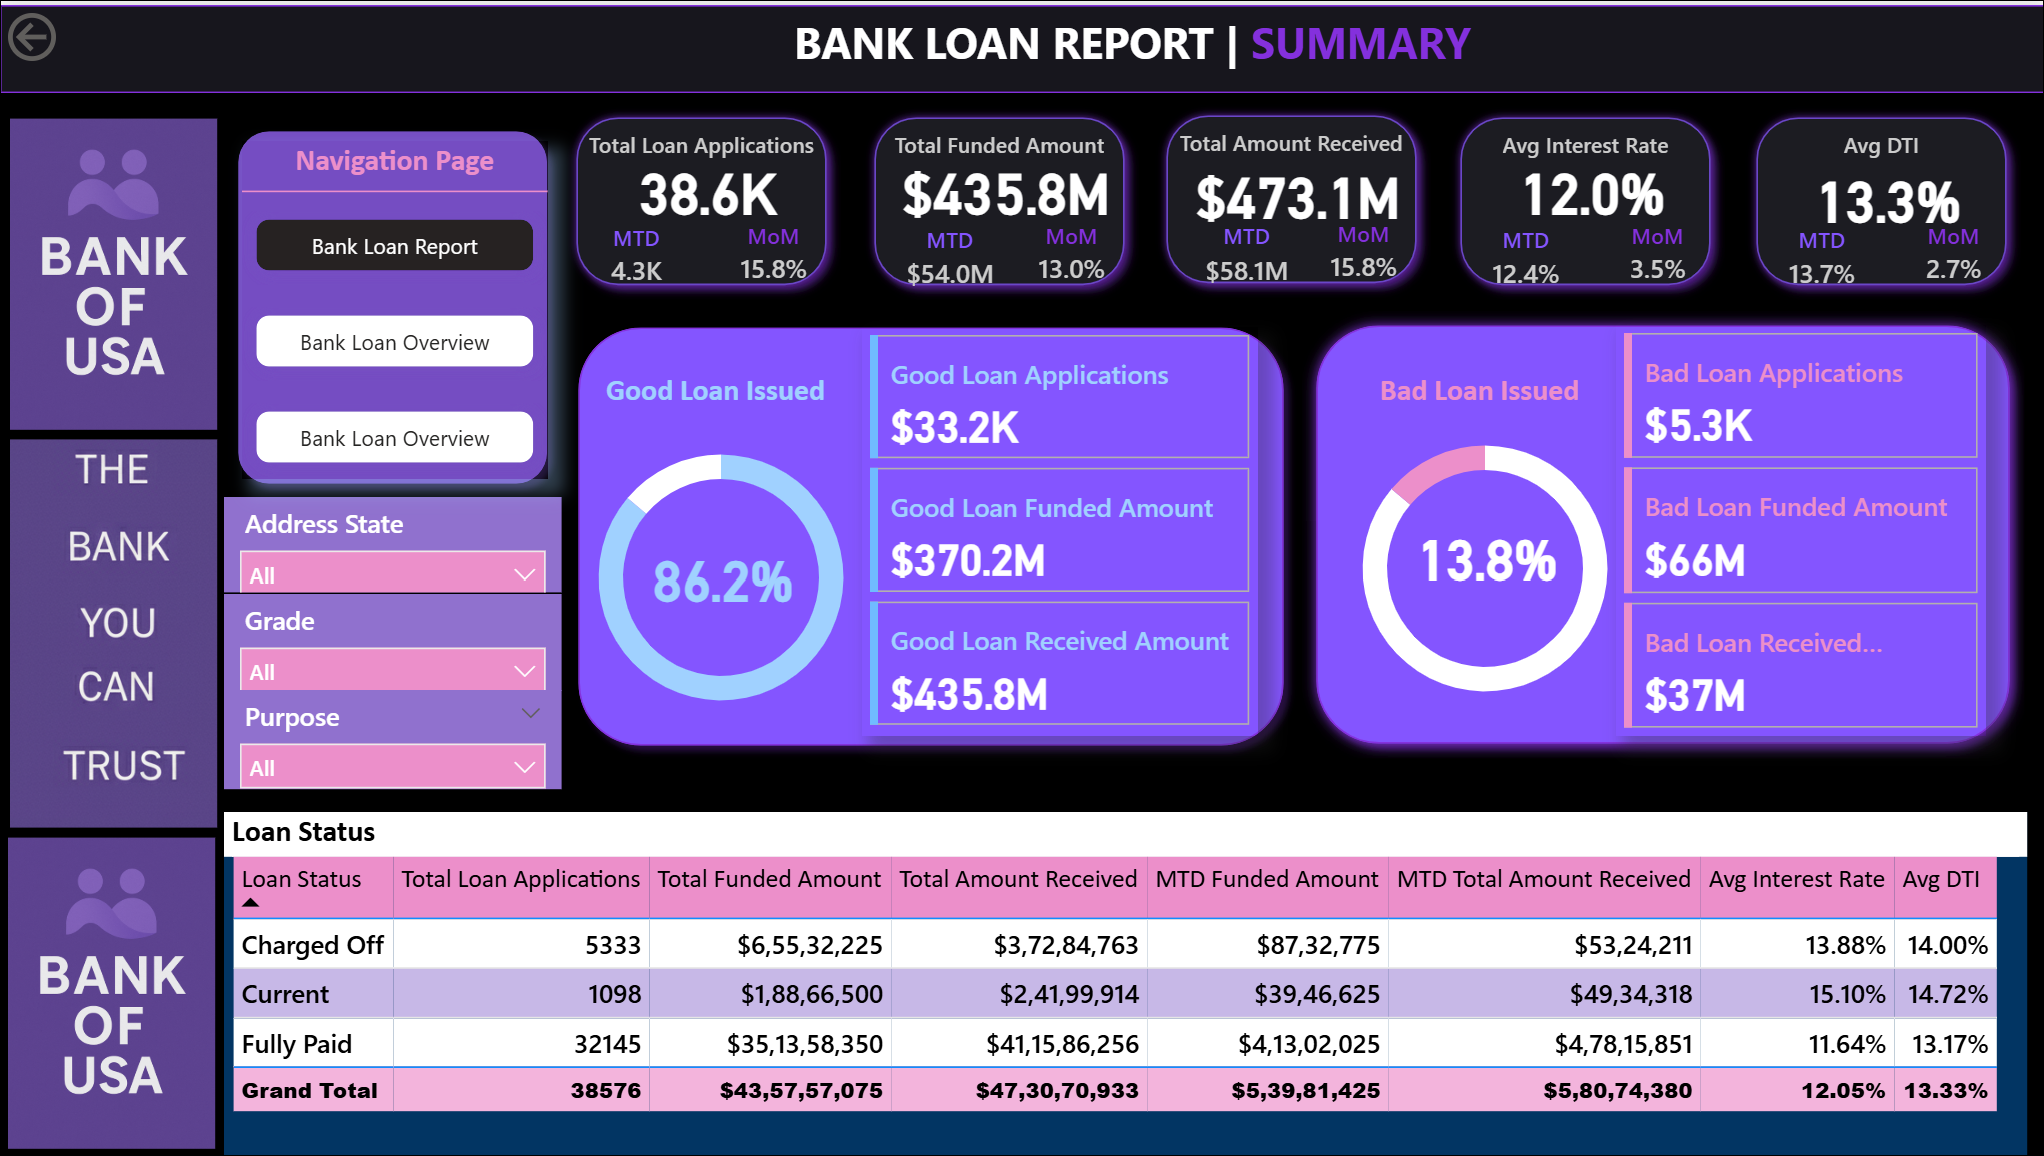 BANK LOAN REPORT | SUMMARY
BANK
OF
USA
THE
BANK
YOU
CAN
TRUST
BANK
OF
USA
Navigation Page
Bank Loan Report
Bank Loan Overview
Bank Loan Overview
Address State
All
Grade
All
Purpose
All
Total Loan Applications
38.6K
MTD MoM
4.3K 15.8%
Total Funded Amount
$435.8M
MTD MoM
$54.0M 13.0%
Total Amount Received
$473.1M
MTD MoM
$58.1M 15.8%
Avg Interest Rate
12.0%
MTD MoM
12.4% 3.5%
Avg DTI
13.3%
MTD MoM
13.7% 2.7%
Good Loan Issued
86.2%
Good Loan Applications
$33.2K
Good Loan Funded Amount
$370.2M
Good Loan Received Amount
$435.8M
Bad Loan Issued
13.8%
Bad Loan Applications
$5.3K
Bad Loan Funded Amount
$66M
Bad Loan Received...
$37M
Loan Status
Loan Status Total Loan Applications Total Funded Amount Total Amount Received MTD Funded Amount MTD Total Amount Received Avg Interest Rate Avg DTI
Charged Off 5333 $6,55,32,225 $3,72,84,763 $87,32,775 $53,24,211 13.88% 14.00%
Current 1098 $1,88,66,500 $2,41,99,914 $39,46,625 $49,34,318 15.10% 14.72%
Fully Paid 32145 $35,13,58,350 $41,15,86,256 $4,13,02,025 $4,78,15,851 11.64% 13.17%
Grand Total 38576 $43,57,57,075 $47,30,70,933 $5,39,81,425 $5,80,74,380 12.05% 13.33%